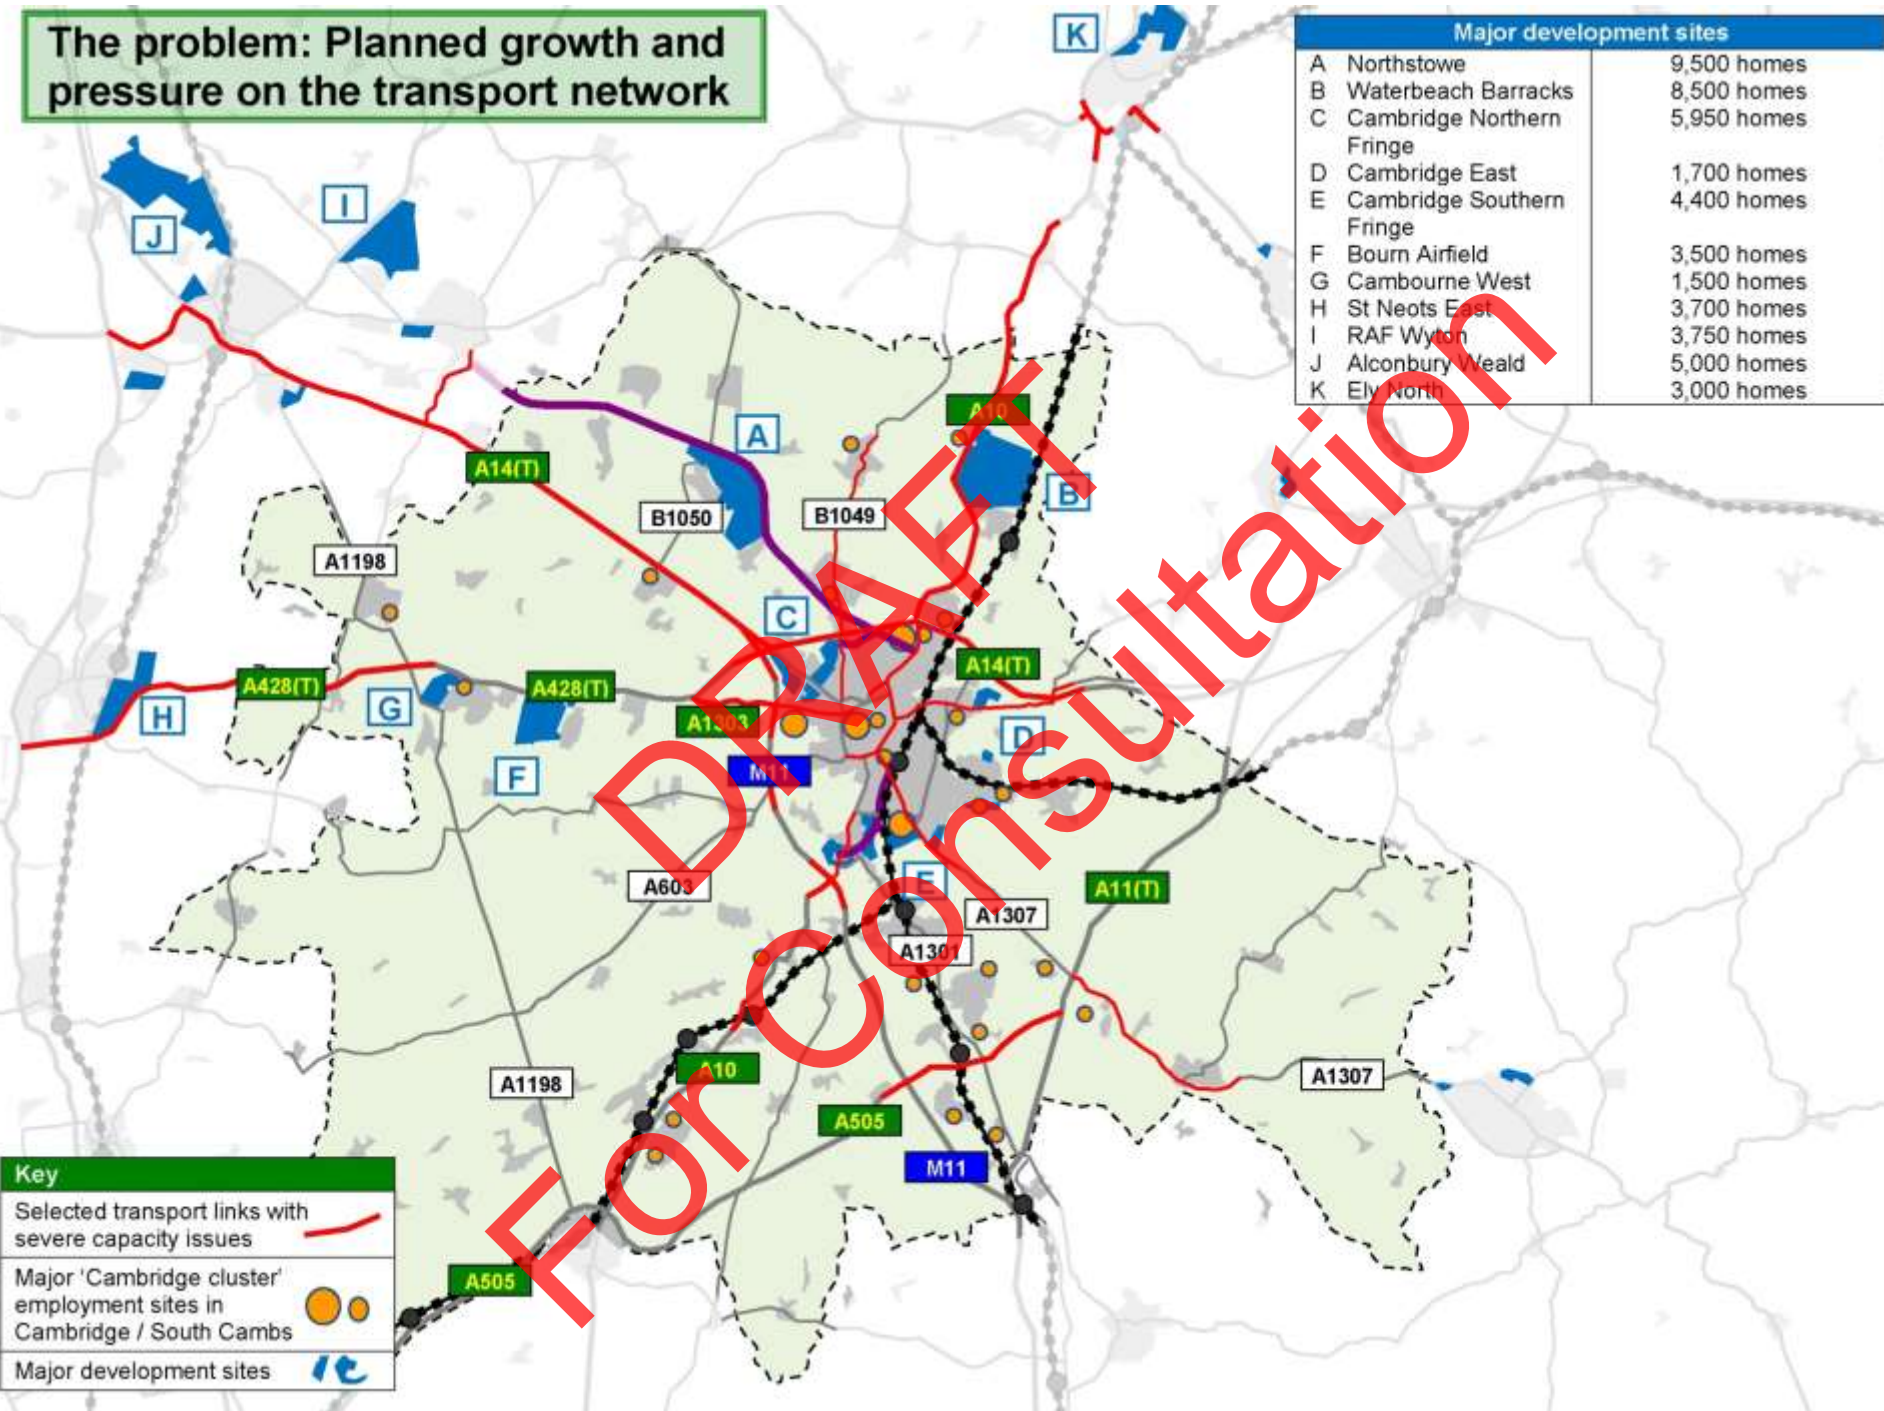 The problem: Planned growth and
pressure on the transport network
Major development sites
A Northstowe 9,500 homes
B Waterbeach Barracks 8,500 homes
C Cambridge Northern 5,950 homes
Fringe
D Cambridge East 1,700 homes
E Cambridge Southern 4,400 homes
Fringe
F Bourn Airfield 3,500 homes
G Cambourne West 1,500 homes
H St Neots East 3,700 homes
I RAF Wyton 3,750 homes
J Alconbury Weald 5,000 homes
K Ely North 3,000 homes
K
I
J
A10
A
A14(T)
B
B1050
B1049
A1198
C
A14(T)
A428(T)
A428(T)
G
H
A1303
D
M11
F
E
A603
A11(T)
A1307
A1301
A10
A1198
A1307
A505
M11
A505
DRAFT
For Consultation
Key
Selected transport links with
severe capacity issues
Major ‘Cambridge cluster’
employment sites in
Cambridge / South Cambs
Major development sites